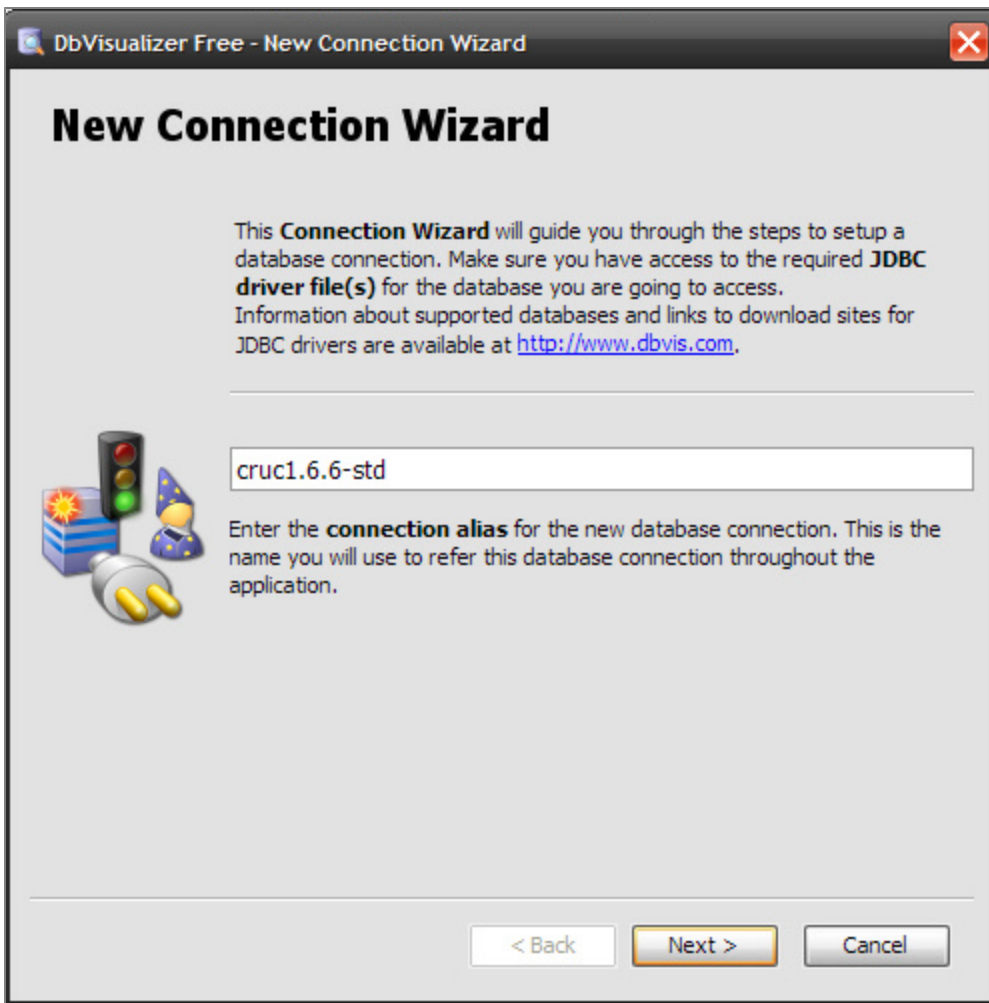 DbVisualizer Free - New Connection Wizard
New Connection Wizard
This Connection Wizard will guide you through the steps to setup a
database connection. Make sure you have access to the required JDBC
driver file(s) for the database you are going to access.
Information about supported databases and links to download sites for
JDBC drivers are available at http://www.dbvis.com.
cruc1.6.6-std
Enter the connection alias for the new database connection. This is the
name you will use to refer this database connection throughout the
application.
< Back Next > Cancel